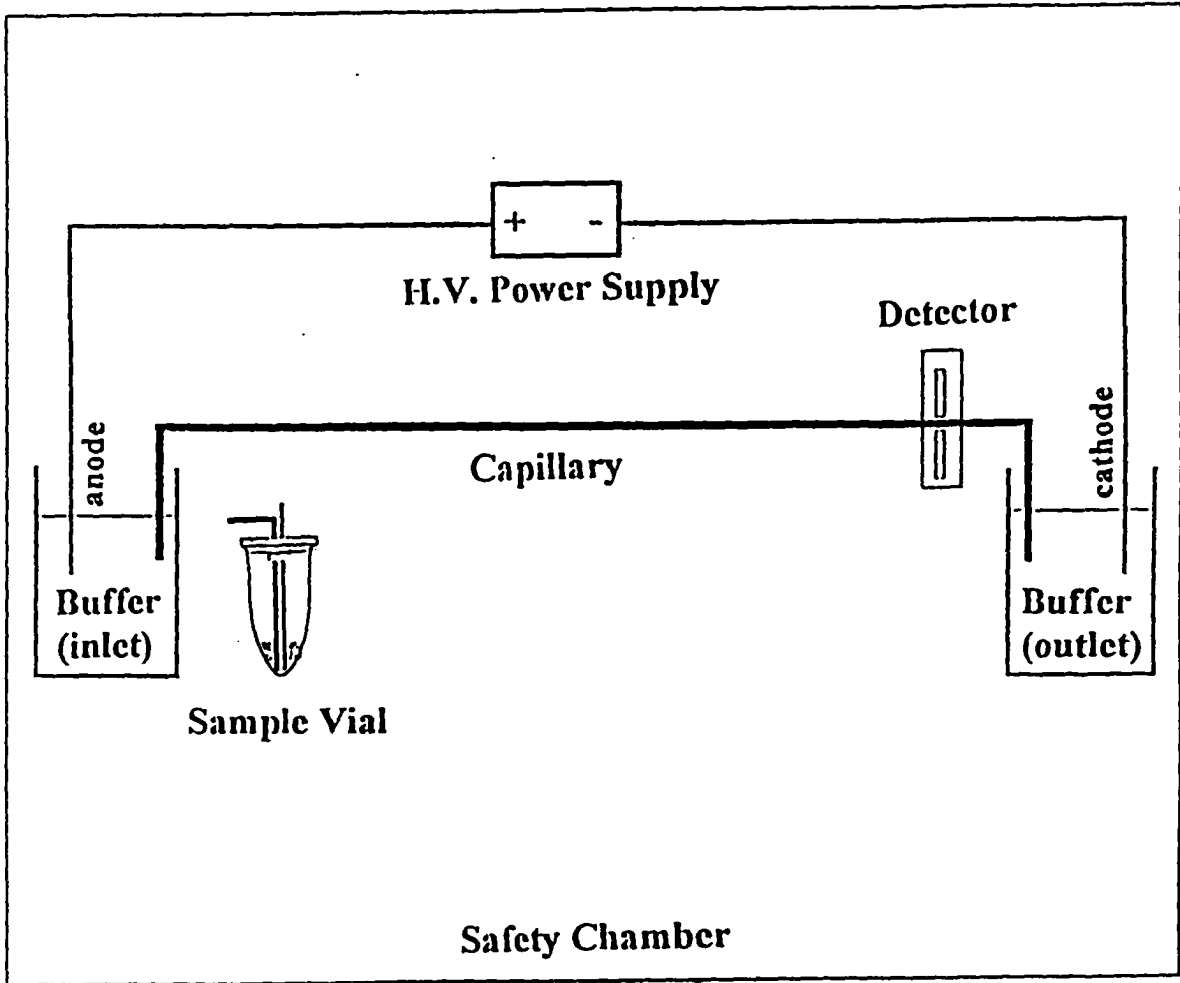 + -
H.V. Power Supply
Detector
anode
cathode
Capillary
Buffer
(inlet)
Buffer
(outlet)
Sample Vial
Safety Chamber